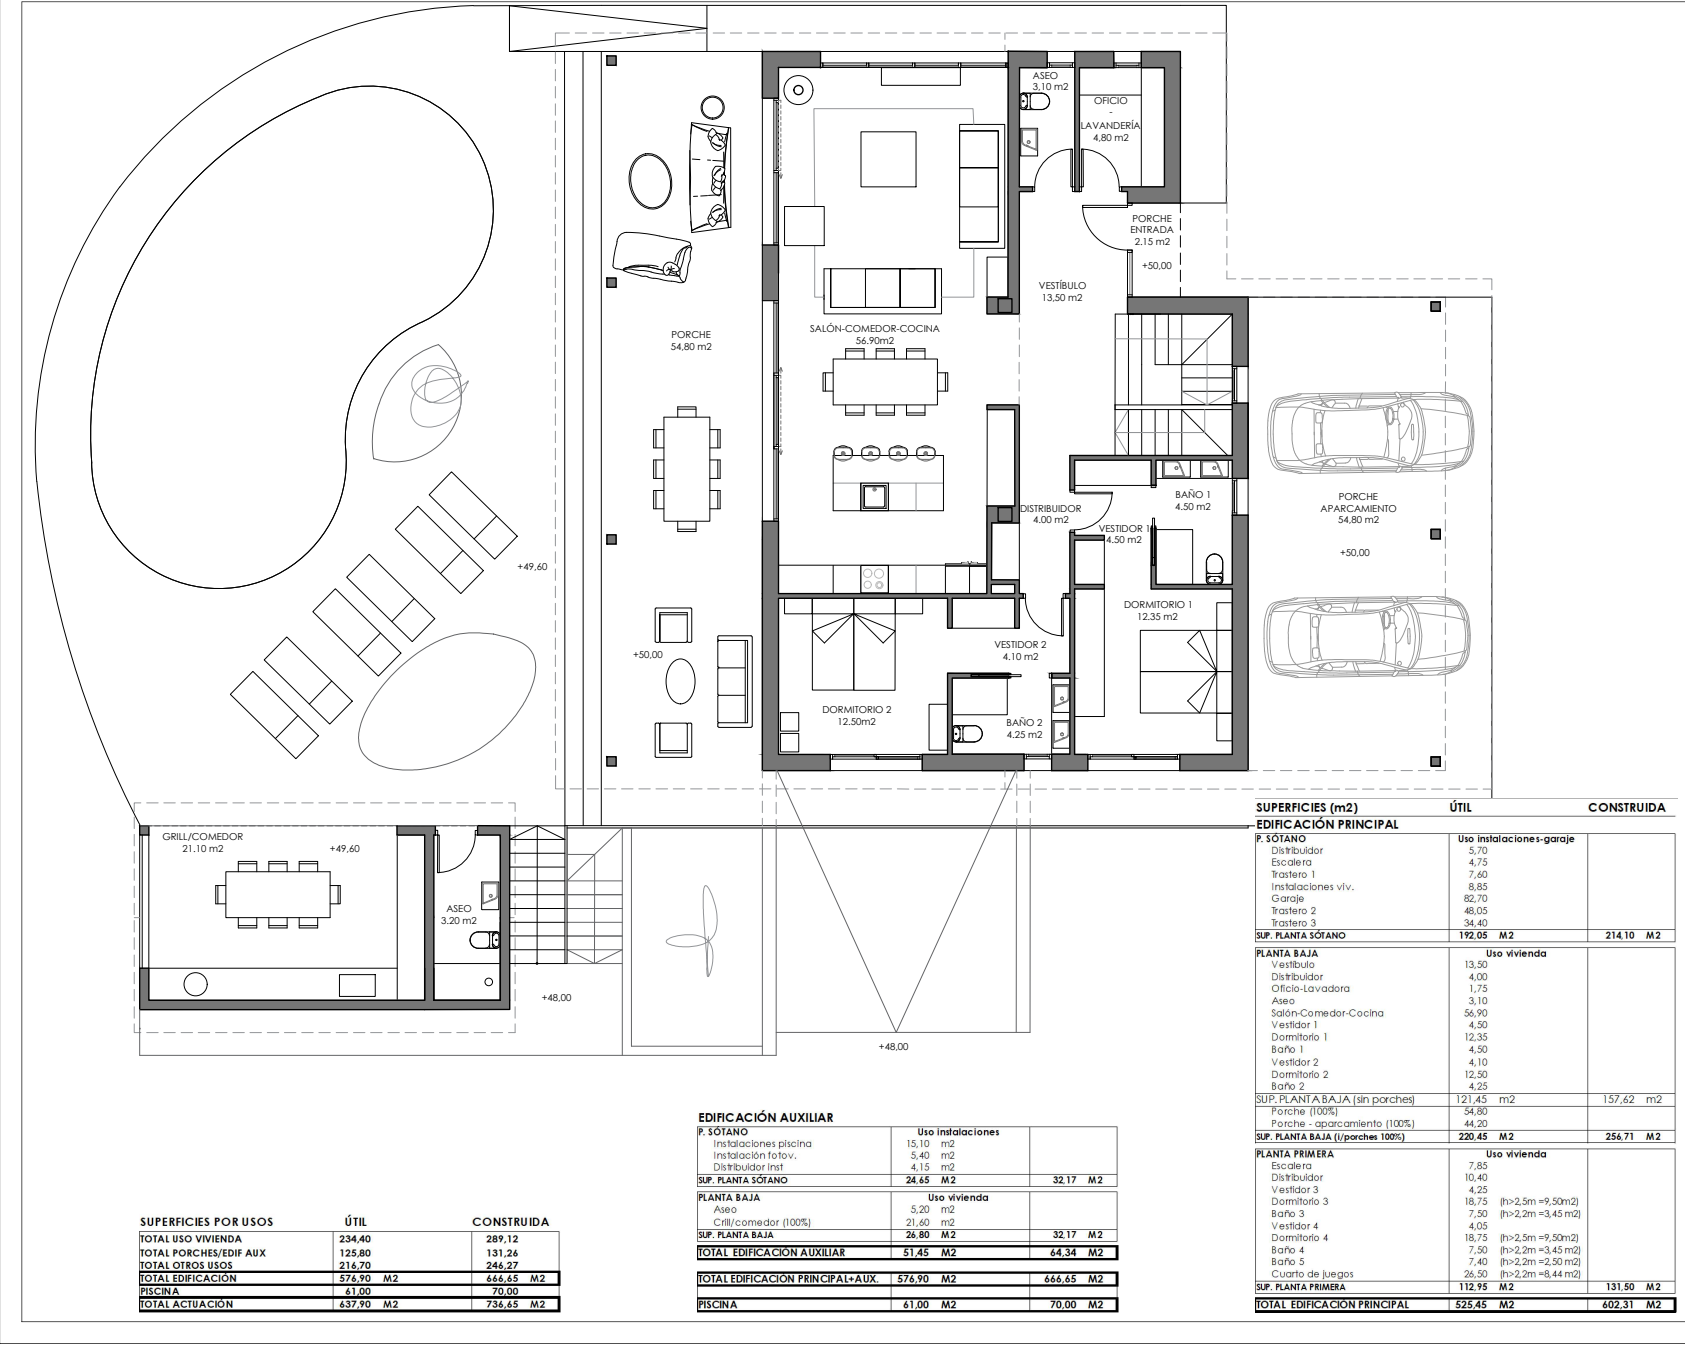 ASEO
3,10 m2
OFICIO
-
LAVANDERÍA
4,80 m2
PORCHE
ENTRADA
2,15 m2
+50,00
VESTÍBULO
13,50 m2
PORCHE
54,80 m2
SALÓN-COMEDOR-COCINA
56.90m2
DISTRIBUIDOR
4.00 m2
BAÑO 1
4.50 m2
VESTIDOR 1
4.50 m2
PORCHE
APARCAMIENTO
54,80 m2
+50,00
+49,60
DORMITORIO 1
12.35 m2
+50,00
VESTIDOR 2
4.10 m2
DORMITORIO 2
12.50m2
BAÑO 2
4.25 m2
GRILL/COMEDOR
21.10 m2
+49,60
ASEO
3.20 m2
+48,00
+48,00
SUPERFICIES (m2) ÚTIL CONSTRUIDA
EDIFICACIÓN PRINCIPAL
P. SÓTANO Uso instalaciones-garaje
Distribuidor 5,70
Escalera 4,75
Trastero 1 7,60
Instalaciones viv. 8,85
Garaje 82,70
Trastero 2 48,05
Trastero 3 34,40
SUP. PLANTA SÓTANO 192,05 M2 214,10 M2
PLANTA BAJA Uso vivienda
Vestíbulo 13,50
Distribuidor 4,00
Oficio-Lavadora 1,75
Aseo 3,10
Salón-Comedor-Cocina 56,90
Vestidor 1 4,50
Dormitorio 1 12,35
Baño 1 4,50
Vestidor 2 4,10
Dormitorio 2 12,50
Baño 2 4,25
SUP. PLANTA BAJA (sin porches) 121,45 m2 157,62 m2
Porche (100%) 54,80
Porche - aparcamiento (100%) 44,20
SUP. PLANTA BAJA (i/porches 100%) 220,45 M2 256,71 M2
PLANTA PRIMERA Uso vivienda
Escalera 7,85
Distribuidor 10,40
Vestidor 3 4,25
Dormitorio 3 18,75 (h>2,5m =9,50m2)
Baño 3 7,50 (h>2,2m =3,45 m2)
Vestidor 4 4,05
Dormitorio 4 18,75 (h>2,5m =9,50m2)
Baño 4 7,50 (h>2,2m =3,45 m2)
Baño 5 7,40 (h>2,2m =2,50 m2)
Cuarto de juegos 26,50 (h>2,2m =8,44 m2)
SUP. PLANTA PRIMERA 112,95 M2 131,50 M2
TOTAL EDIFICACIÓN PRINCIPAL 525,45 M2 602,31 M2
EDIFICACIÓN AUXILIAR
P. SÓTANO Uso instalaciones
Instalaciones piscina 15,10 m2
Instalación fotov. 5,40 m2
Distribuidor inst 4,15 m2
SUP. PLANTA SÓTANO 24,65 M2 32,17 M2
PLANTA BAJA Uso vivienda
Aseo 5,20 m2
Crill/comedor (100%) 21,60 m2
SUP. PLANTA BAJA 26,80 M2 32,17 M2
TOTAL EDIFICACIÓN AUXILIAR 51,45 M2 64,34 M2
TOTAL EDIFICACIÓN PRINCIPAL+AUX. 576,90 M2 666,65 M2
PISCINA 61,00 M2 70,00 M2
SUPERFICIES POR USOS ÚTIL CONSTRUIDA
TOTAL USO VIVIENDA 234,40 289,12
TOTAL PORCHES/EDIF AUX 125,80 131,26
TOTAL OTROS USOS 216,70 246,27
TOTAL EDIFICACIÓN 576,90 M2 666,65 M2
PISCINA 61,00 70,00
TOTAL ACTUACIÓN 637,90 M2 736,65 M2